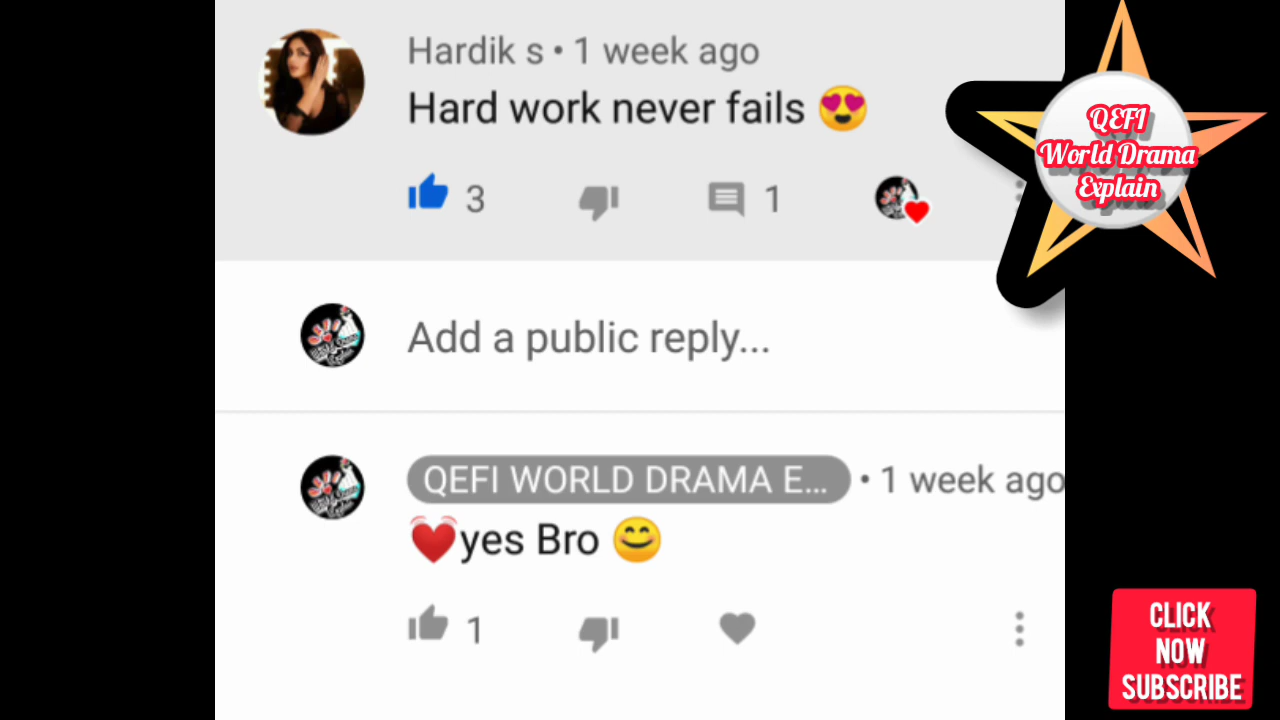 Hardik s • 1 week ago
Hard work never fails 😍
3
1
QEFI
World Drama
Explain
Add a public reply...
QEFI WORLD DRAMA E... • 1 week ago
💓yes Bro 😊
1
CLICK
NOW
SUBSCRIBE